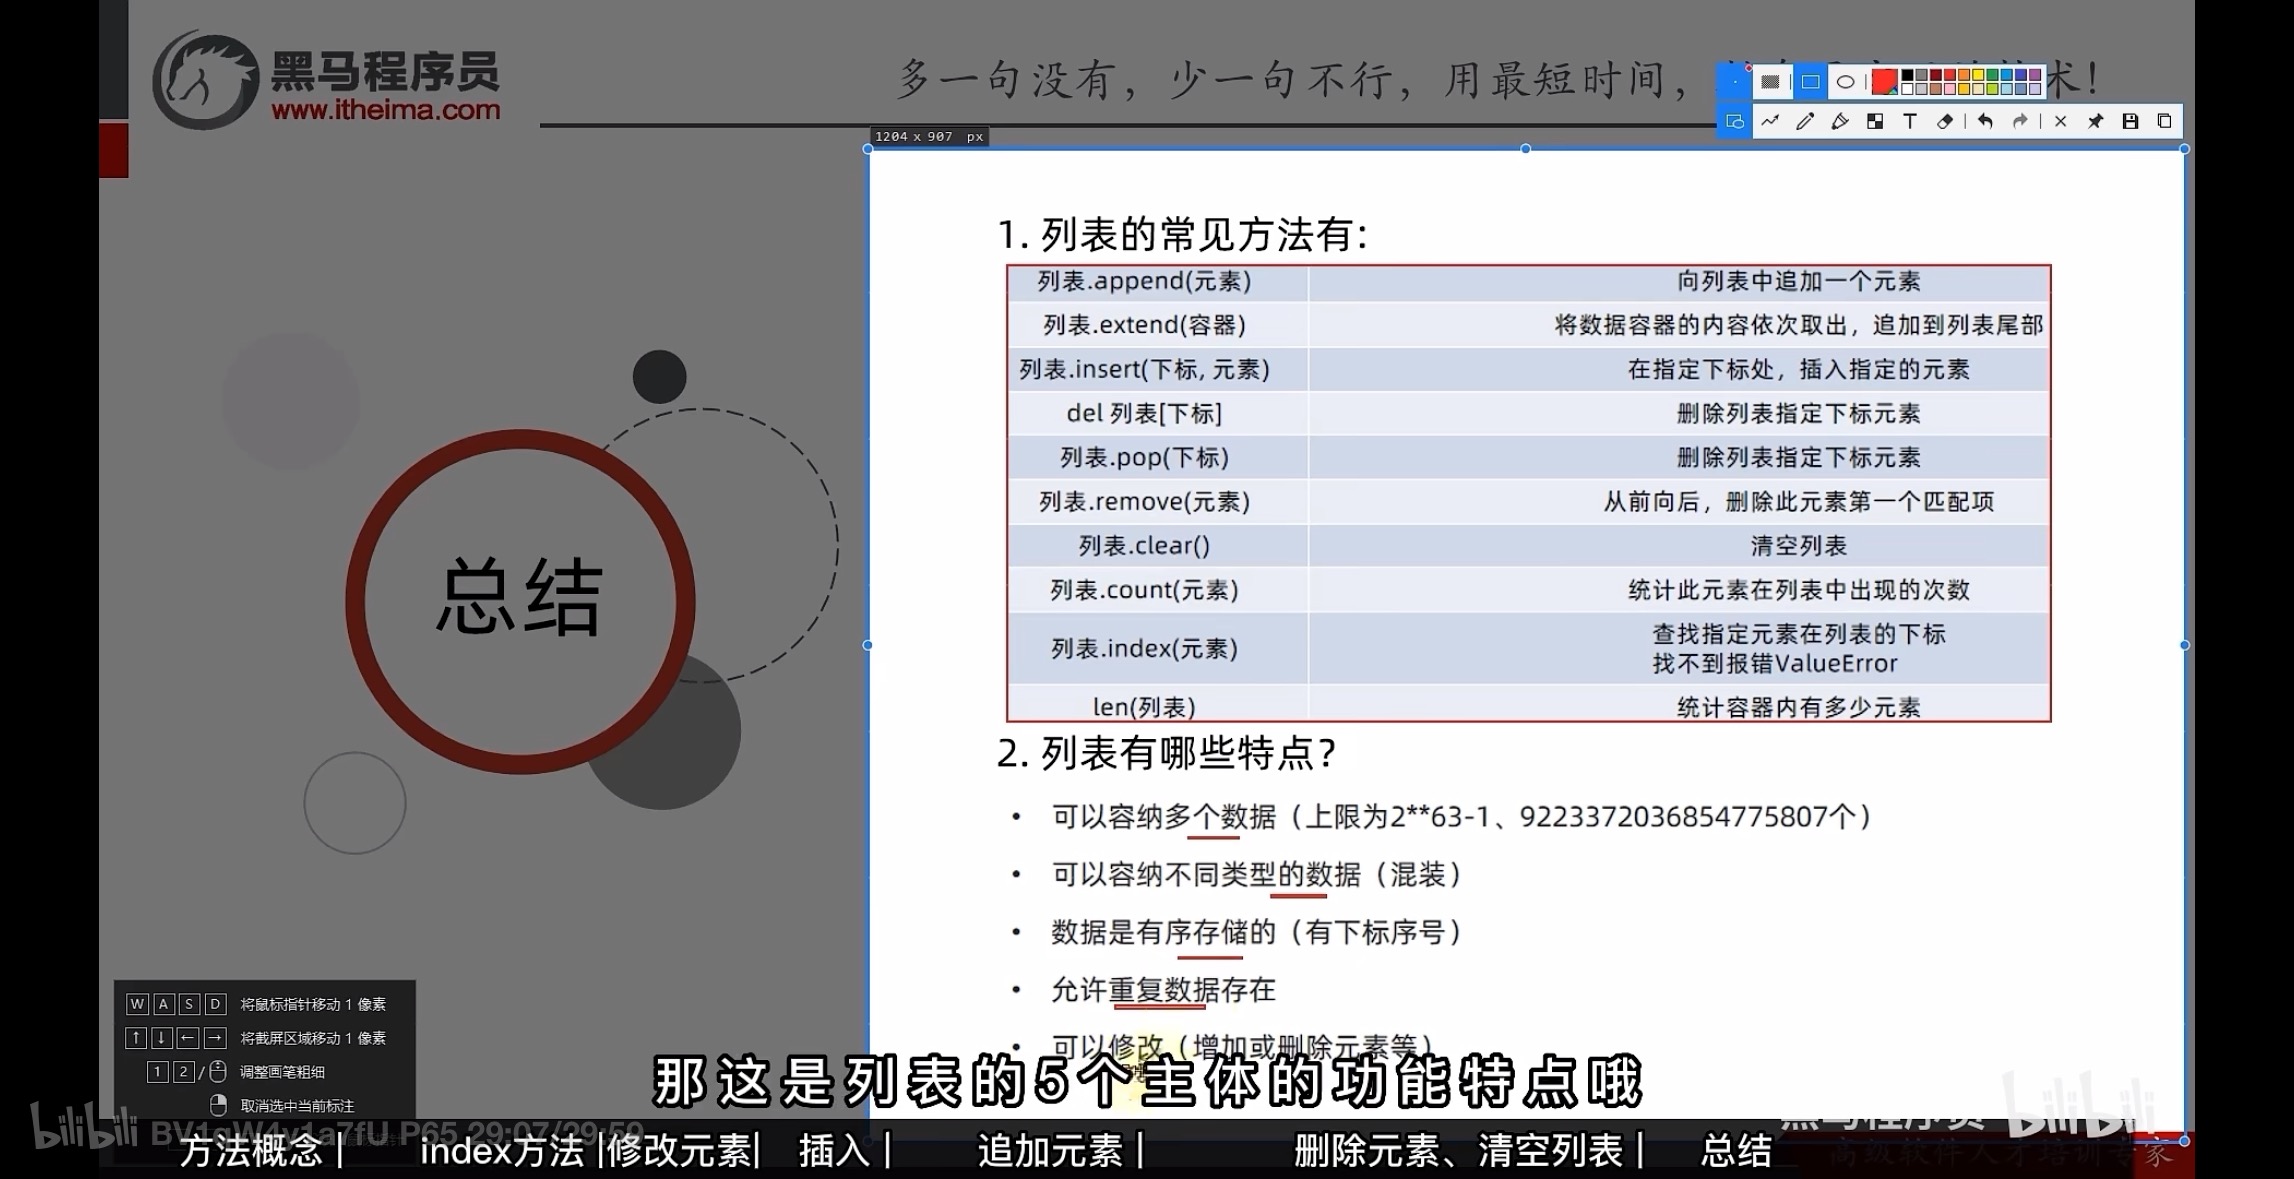 黑马程序员
www.itheima.com
多一句没有，少一句不行，用最短时间，
术！
1204 x 907 px
T
1. 列表的常见方法有：
列表.append(元素) 向列表中追加一个元素
列表.extend(容器) 将数据容器的内容依次取出，追加到列表尾部
列表.insert(下标, 元素) 在指定下标处，插入指定的元素
del 列表[下标] 删除列表指定下标元素
列表.pop(下标) 删除列表指定下标元素
列表.remove(元素) 从前向后，删除此元素第一个匹配项
列表.clear() 清空列表
列表.count(元素) 统计此元素在列表中出现的次数
列表.index(元素) 查找指定元素在列表的下标
找不到报错ValueError
len(列表) 统计容器内有多少元素
总结
2. 列表有哪些特点？
• 可以容纳多个数据（上限为2**63-1、9223372036854775807个）
• 可以容纳不同类型的数据（混装）
• 数据是有序存储的（有下标序号）
• 允许重复数据存在
• 可以修改（增加或删除元素等）
W A S D 将鼠标指针移动 1 像素
↑ ↓ ← → 将截屏区域移动 1 像素
1 2 / 调整画笔粗细
取消选中当前标注
那这是列表的5个主体的功能特点哦
bilibili BV1qW4y1a7fU P65 29:07/29:59
黑马程序员
bilibili
方法概念 | index方法 |修改元素| 插入 | 追加元素 | 删除元素、清空列表 | 总结
高级软件人才培训专家